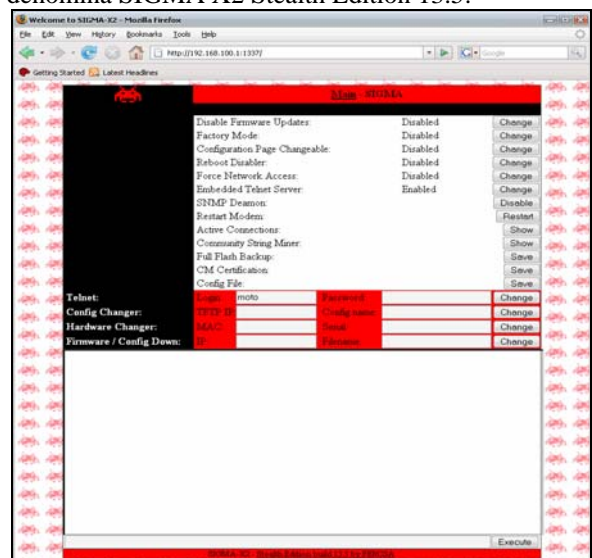 denomina SIGMA X2 Stealth Edition 13.5.
Welcome to SIGMA-X2 - Mozilla Firefox
File Edit View History Bookmarks Tools Help
http://192.168.100.1:1337/
Google
Getting Started Latest Headlines
Main - SIGMA
Disable Firmware Updates: Disabled Change
Factory Mode: Disabled Change
Configuration Page Changeable: Disabled Change
Reboot Disabler: Disabled Change
Force Network Access: Disabled Change
Embedded Telnet Server: Enabled Change
SNMP Deamon: Disable
Restart Modem: Restart
Active Connections: Show
Community String Miner: Show
Full Flash Backup: Save
CM Certification: Save
Config File: Save
Telnet: Login: moto Password: Change
Config Changer: TFTP IP: Config name: Change
Hardware Changer: MAC: Serial: Change
Firmware / Config Down: IP: Filename: Change
Execute
SIGMA-X2 - Stealth Edition build